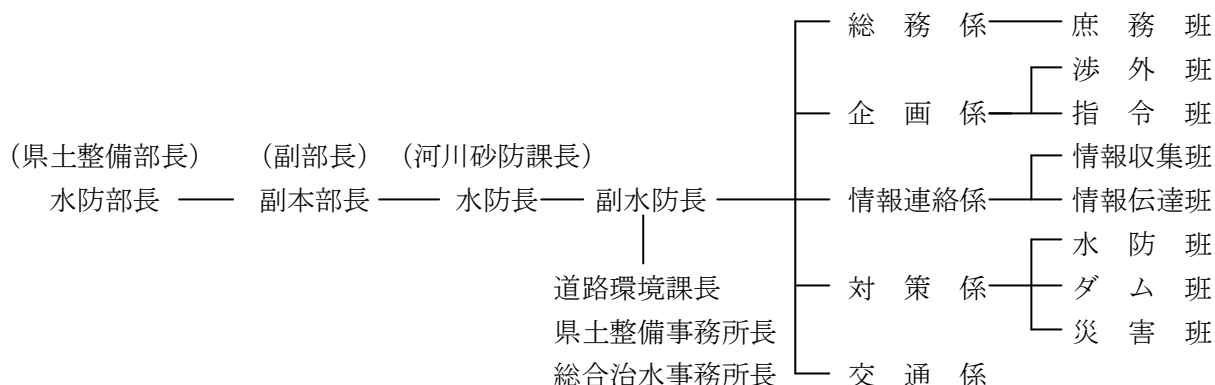 総務係 庶務班
渉外班
企画係 指令班
(県土整備部長) (副部長) (河川砂防課長) 情報収集班
水防部長 副本部長 水防長 副水防長 情報連絡係 情報伝達班
水防班
道路環境課長 対策係 ダム班
県土整備事務所長 災害班
総合治水事務所長 交通係